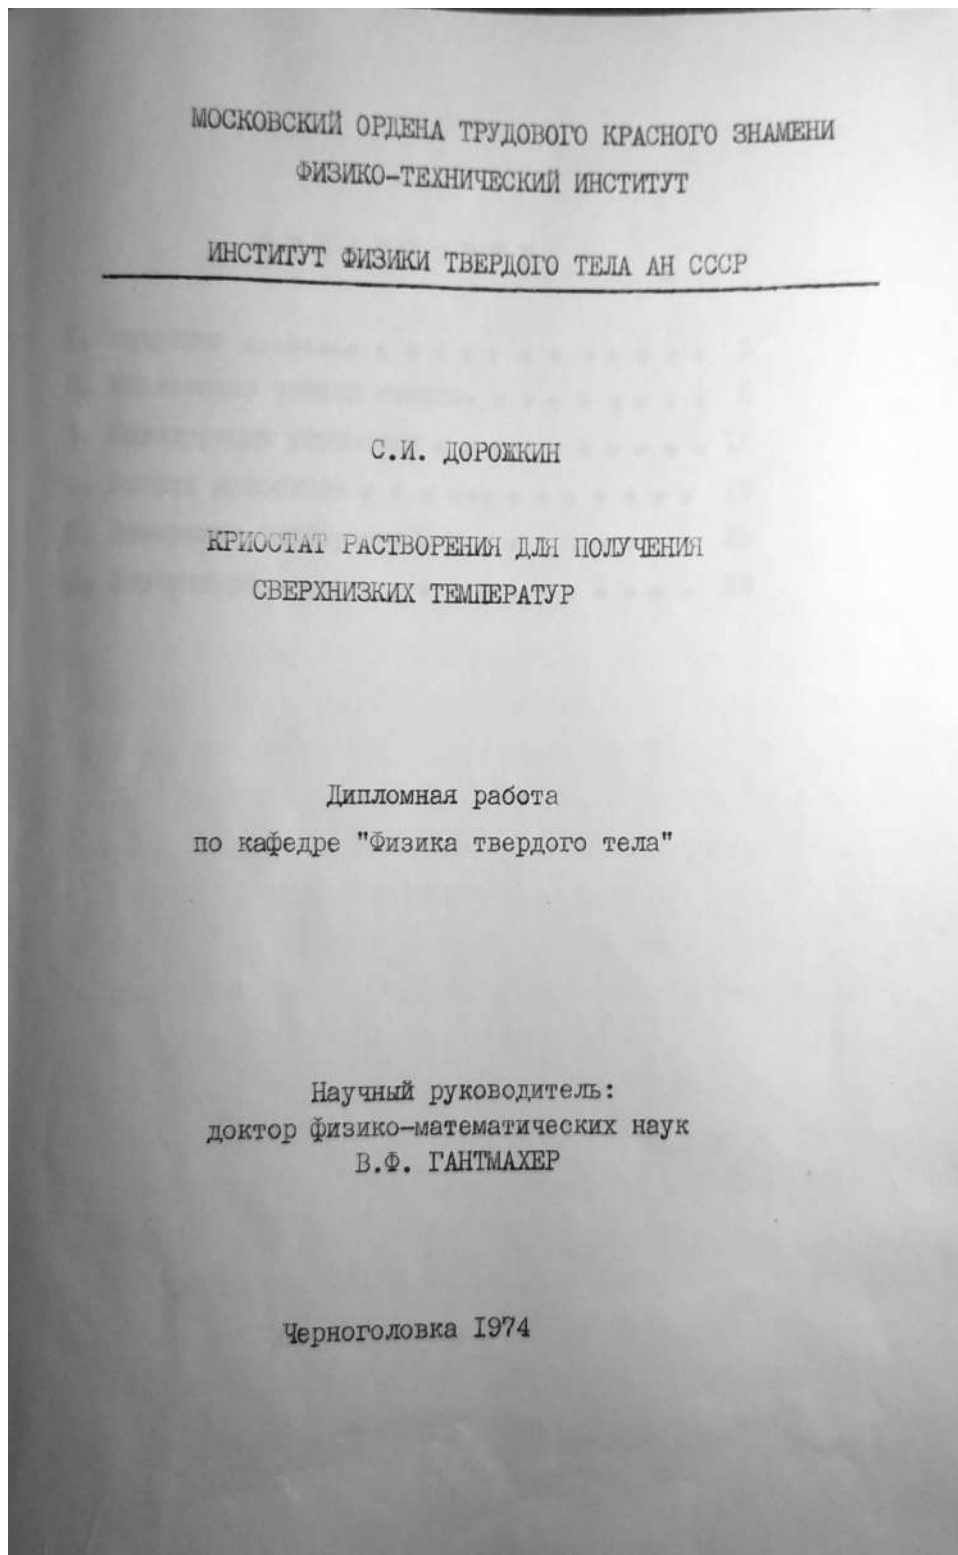 МОСКОВСКИЙ ОРДЕНА ТРУДОВОГО КРАСНОГО ЗНАМЕНИ
ФИЗИКО-ТЕХНИЧЕСКИЙ ИНСТИТУТ
ИНСТИТУТ ФИЗИКИ ТВЕРДОГО ТЕЛА АН СССР
С.И. ДОРОЖКИН
КРИОСТАТ РАСТВОРЕНИЯ ДЛЯ ПОЛУЧЕНИЯ
СВЕРХНИЗКИХ ТЕМПЕРАТУР
Дипломная работа
по кафедре "Физика твердого тела"
Научный руководитель:
доктор физико-математических наук
В.Ф. ГАНТМАХЕР
Черноголовка I974